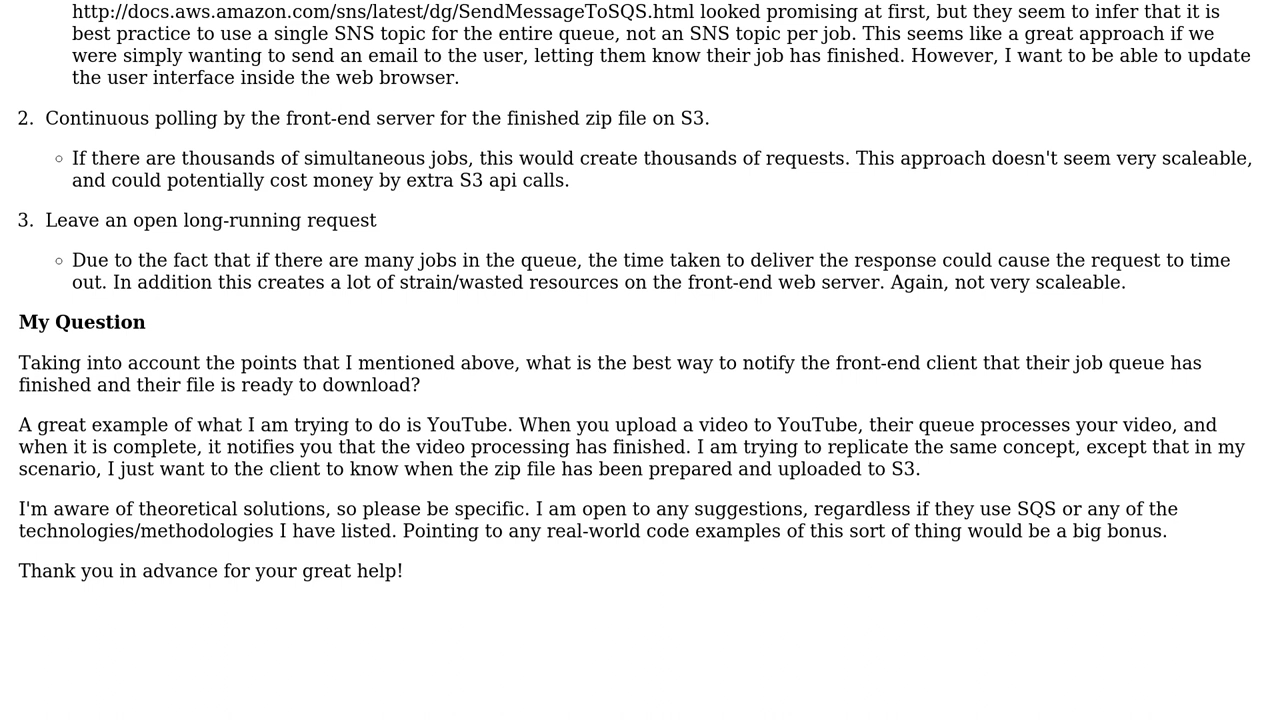 http://docs.aws.amazon.com/sns/latest/dg/SendMessageToSQS.html looked promising at first, but they seem to infer that it is
best practice to use a single SNS topic for the entire queue, not an SNS topic per job. This seems like a great approach if we
were simply wanting to send an email to the user, letting them know their job has finished. However, I want to be able to update
the user interface inside the web browser.
2. Continuous polling by the front-end server for the finished zip file on S3.
◦ If there are thousands of simultaneous jobs, this would create thousands of requests. This approach doesn't seem very scaleable,
and could potentially cost money by extra S3 api calls.
3. Leave an open long-running request
◦ Due to the fact that if there are many jobs in the queue, the time taken to deliver the response could cause the request to time
out. In addition this creates a lot of strain/wasted resources on the front-end web server. Again, not very scaleable.
My Question
Taking into account the points that I mentioned above, what is the best way to notify the front-end client that their job queue has
finished and their file is ready to download?
A great example of what I am trying to do is YouTube. When you upload a video to YouTube, their queue processes your video, and
when it is complete, it notifies you that the video processing has finished. I am trying to replicate the same concept, except that in my
scenario, I just want to the client to know when the zip file has been prepared and uploaded to S3.
I'm aware of theoretical solutions, so please be specific. I am open to any suggestions, regardless if they use SQS or any of the
technologies/methodologies I have listed. Pointing to any real-world code examples of this sort of thing would be a big bonus.
Thank you in advance for your great help!